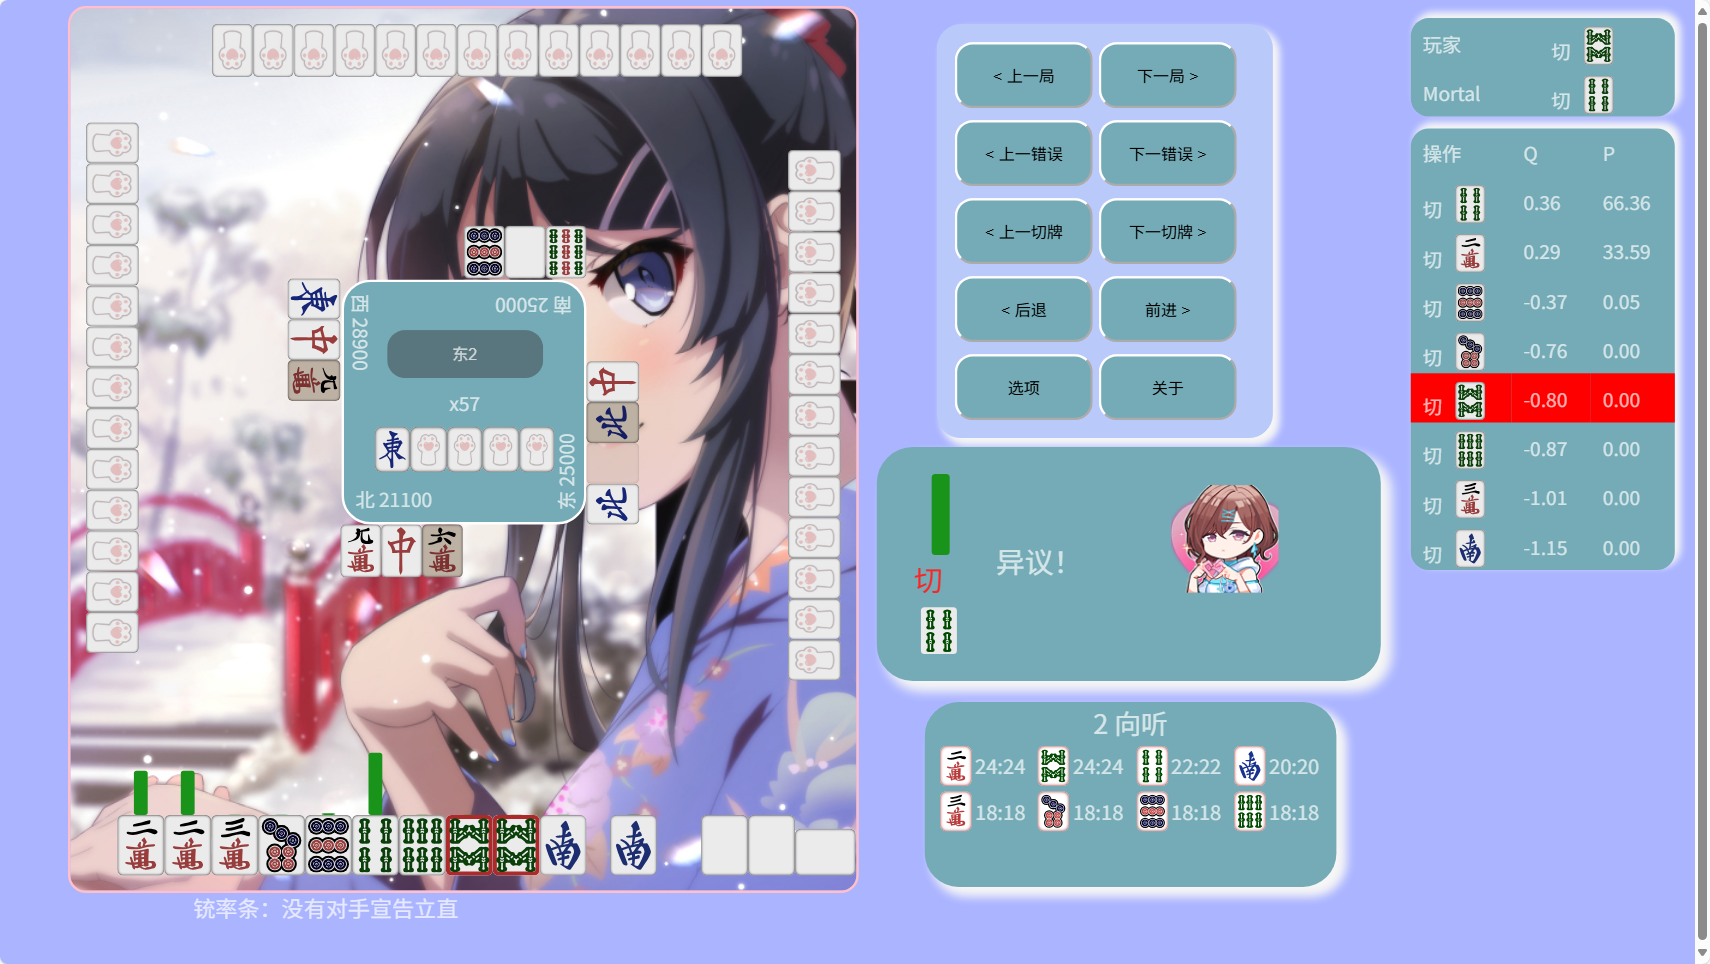 西 28900
南 25000
东2
x57
北 21100
东 25000
铳率条：没有对手宣告立直
< 上一局
下一局 >
< 上一错误
下一错误 >
< 上一切牌
下一切牌 >
< 后退
前进 >
选项
关于
切
异议！
2 向听
24:24 24:24 22:22 20:20
18:18 18:18 18:18 18:18
玩家 切
Mortal 切
操作 Q P
切 0.36 66.36
切 0.29 33.59
切 -0.37 0.05
切 -0.76 0.00
切 -0.80 0.00
切 -0.87 0.00
切 -1.01 0.00
切 -1.15 0.00